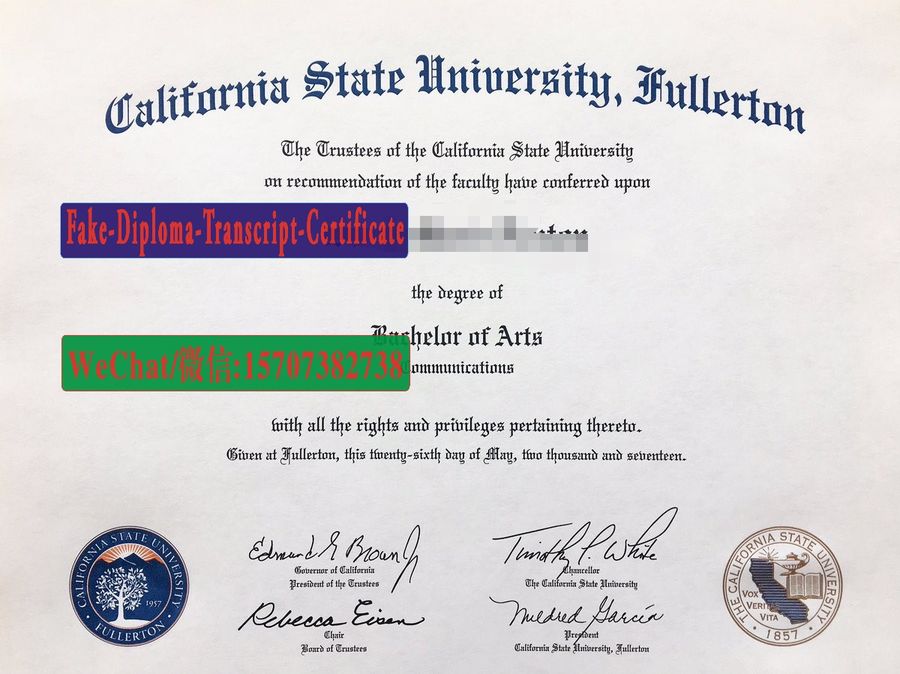 California State University, Fullerton
The Trustees of the California State University
on recommendation of the faculty have conferred upon
Fake-Diploma-Transcript-Certificate
the degree of
Bachelor of Arts
WeChat/微信:15707382738
Communications
with all the rights and privileges pertaining thereto.
Given at Fullerton, this twenty-sixth day of May, two thousand and seventeen.
Edmund G Brown Jr
Governor of California
President of the Trustees
Timothy P. White
Chancellor
The California State University
Rebecca Eisen
Chair
Board of Trustees
Mildred García
President
California State University, Fullerton
CALIFORNIA STATE UNIVERSITY
1957
FULLERTON
THE CALIFORNIA STATE UNIVERSITY
VOX
VERITAS
VITA
1857